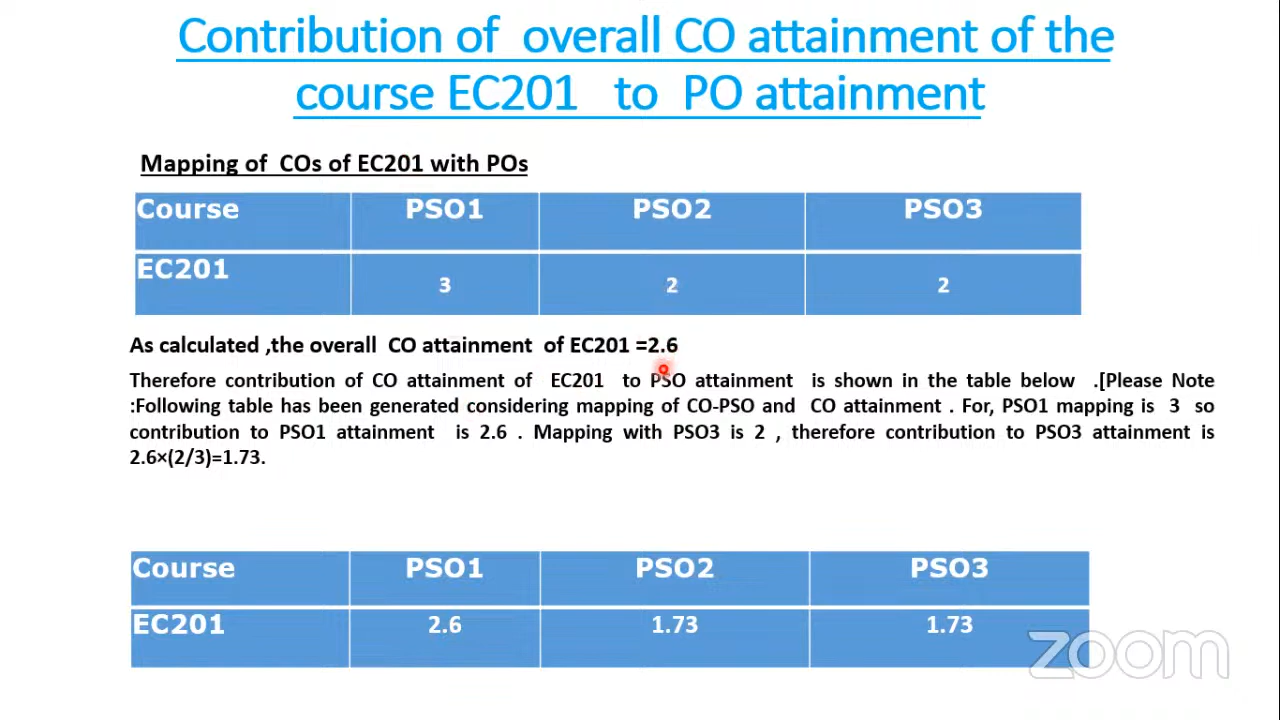 Contribution of overall CO attainment of the
course EC201 to PO attainment
Mapping of COs of EC201 with POs
Course PSO1 PSO2 PSO3
EC201 3 2 2
As calculated ,the overall CO attainment of EC201 =2.6
Therefore contribution of CO attainment of EC201 to PSO attainment is shown in the table below .[Please Note
:Following table has been generated considering mapping of CO-PSO and CO attainment . For, PSO1 mapping is 3 so
contribution to PSO1 attainment is 2.6 . Mapping with PSO3 is 2 , therefore contribution to PSO3 attainment is
2.6×(2/3)=1.73.
Course PSO1 PSO2 PSO3
EC201 2.6 1.73 1.73
zoom